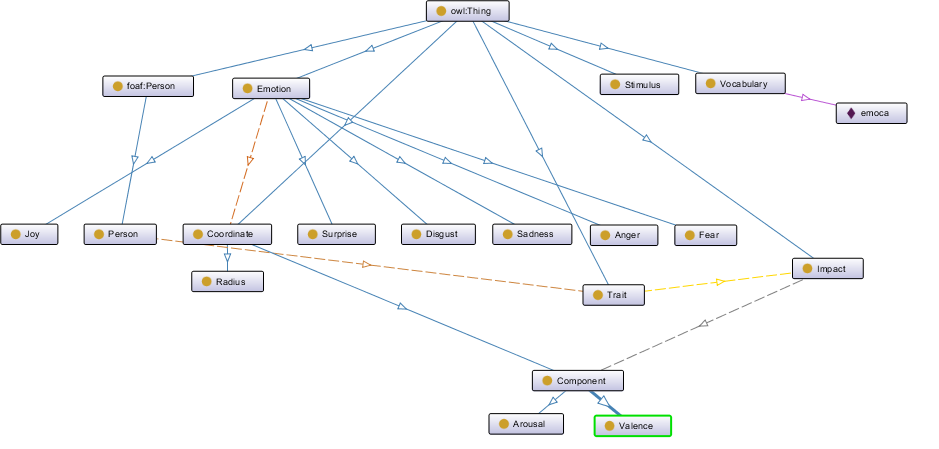 owl:Thing
foaf:Person
Emotion
Stimulus
Vocabulary
emoca
Joy
Person
Coordinate
Surprise
Disgust
Sadness
Anger
Fear
Radius
Impact
Trait
Component
Arousal
Valence